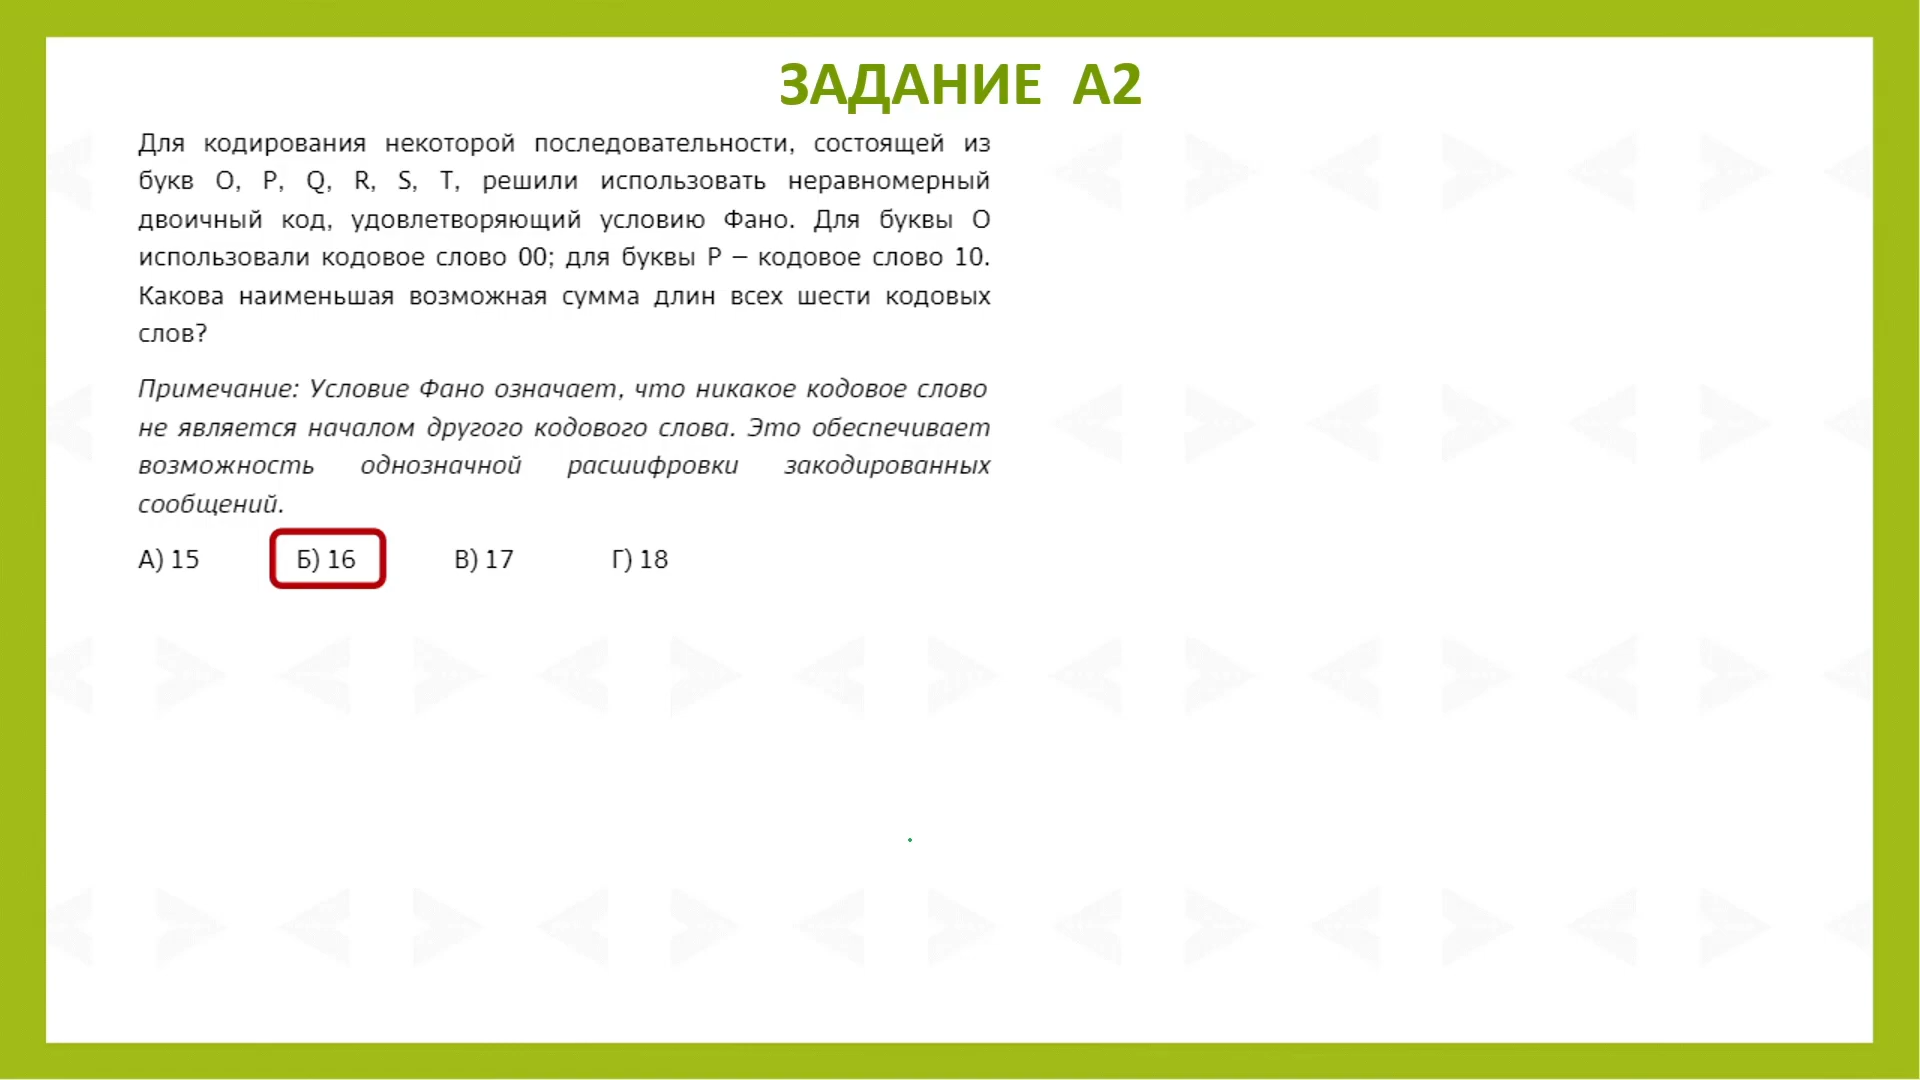 ЗАДАНИЕ А2
Для кодирования некоторой последовательности, состоящей из
букв O, P, Q, R, S, T, решили использовать неравномерный
двоичный код, удовлетворяющий условию Фано. Для буквы O
использовали кодовое слово 00; для буквы P – кодовое слово 10.
Какова наименьшая возможная сумма длин всех шести кодовых
слов?
Примечание: Условие Фано означает, что никакое кодовое слово
не является началом другого кодового слова. Это обеспечивает
возможность однозначной расшифровки закодированных
сообщений.
А) 15 Б) 16 В) 17 Г) 18